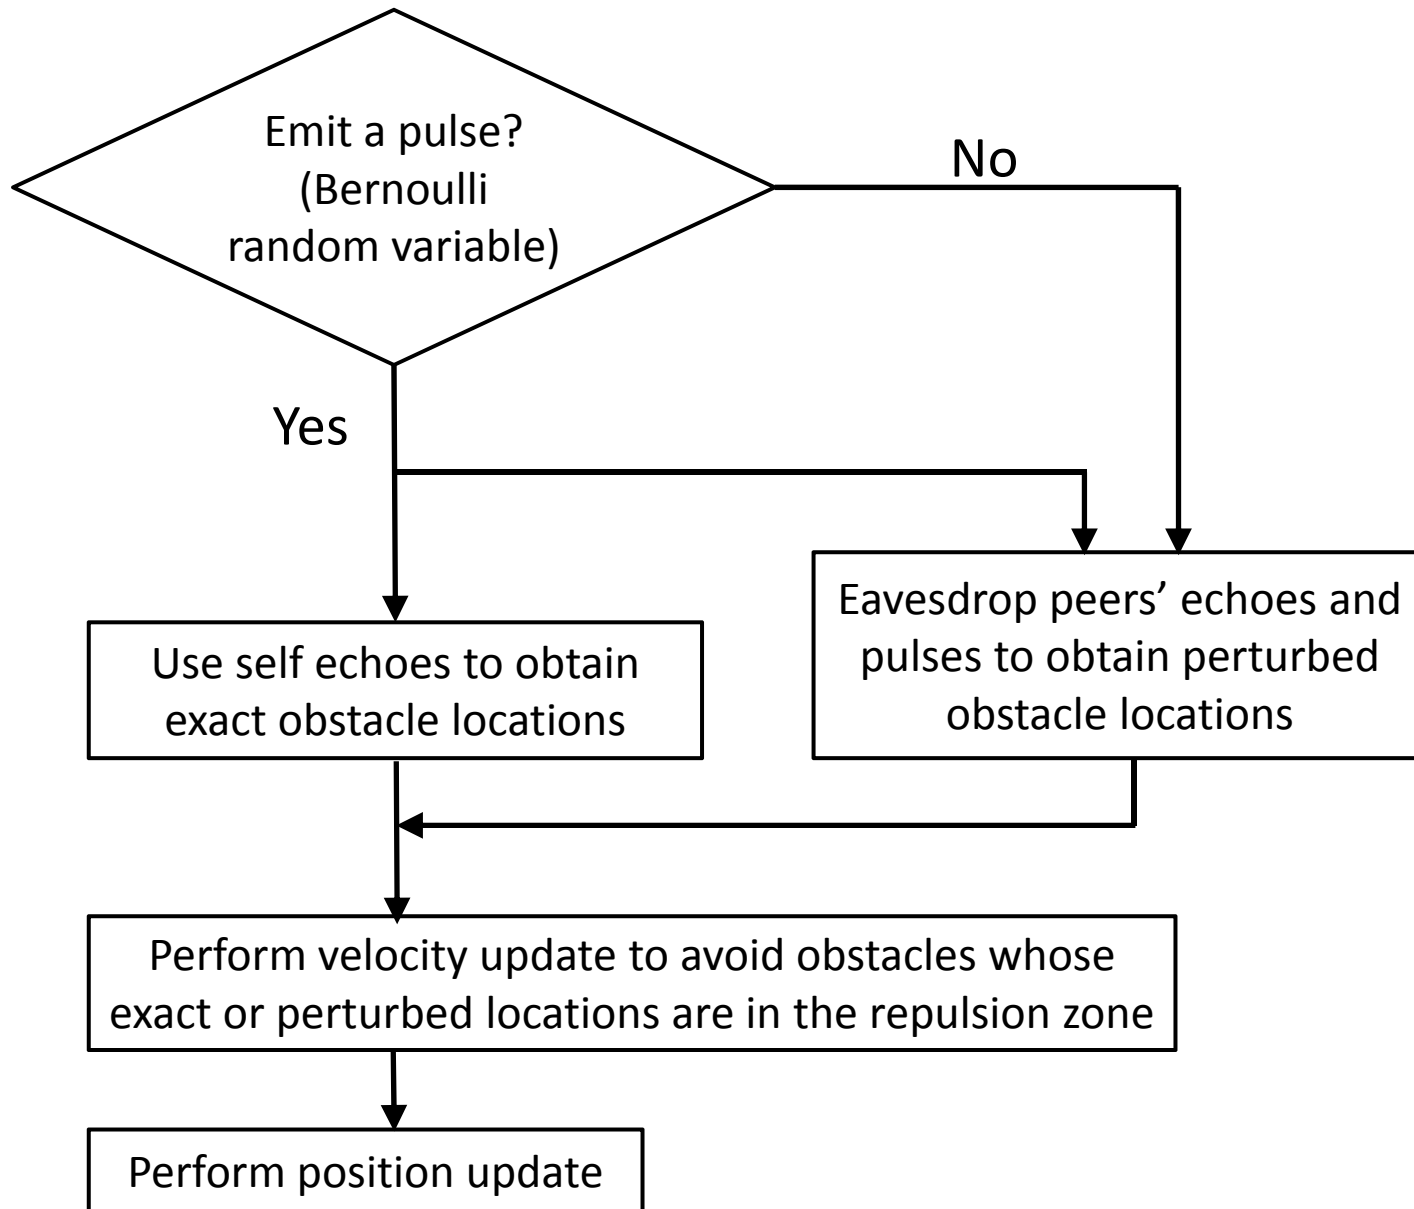 Emit a pulse?
(Bernoulli
random variable)
No
Yes
Use self echoes to obtain
exact obstacle locations
Eavesdrop peers’ echoes and
pulses to obtain perturbed
obstacle locations
Perform velocity update to avoid obstacles whose
exact or perturbed locations are in the repulsion zone
Perform position update